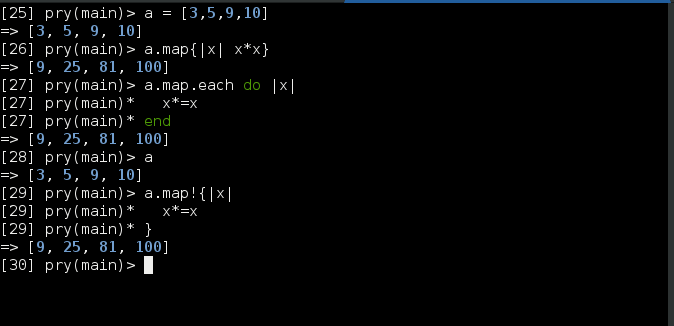 [25] pry(main)> a = [3,5,9,10]
=> [3, 5, 9, 10]
[26] pry(main)> a.map{|x| x*x}
=> [9, 25, 81, 100]
[27] pry(main)> a.map.each do |x|
[27] pry(main)*   x*=x
[27] pry(main)* end
=> [9, 25, 81, 100]
[28] pry(main)> a
=> [3, 5, 9, 10]
[29] pry(main)> a.map!{|x|
[29] pry(main)*   x*=x
[29] pry(main)* }
=> [9, 25, 81, 100]
[30] pry(main)>